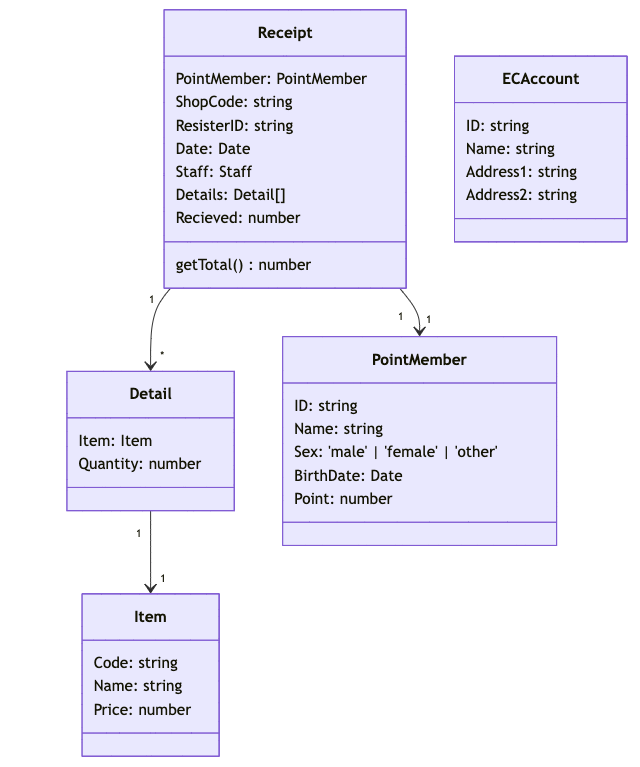 Receipt
PointMember: PointMember
ShopCode: string
ResisterID: string
Date: Date
Staff: Staff
Details: Detail[]
Recieved: number
getTotal() : number
ECAccount
ID: string
Name: string
Address1: string
Address2: string
1
*
1
1
Detail
Item: Item
Quantity: number
PointMember
ID: string
Name: string
Sex: 'male' | 'female' | 'other'
BirthDate: Date
Point: number
1
1
Item
Code: string
Name: string
Price: number